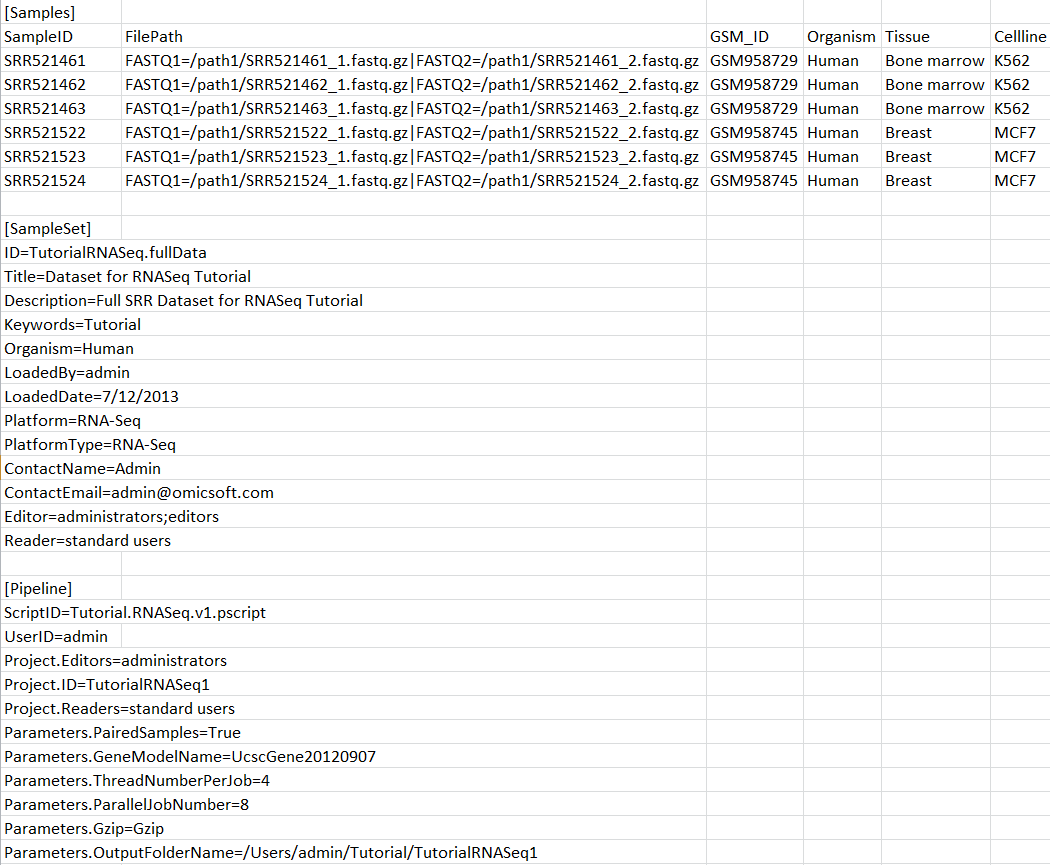 [Samples]
SampleID FilePath GSM_ID Organism Tissue Cellline
SRR521461 FASTQ1=/path1/SRR521461_1.fastq.gz|FASTQ2=/path1/SRR521461_2.fastq.gz GSM958729 Human Bone marrow K562
SRR521462 FASTQ1=/path1/SRR521462_1.fastq.gz|FASTQ2=/path1/SRR521462_2.fastq.gz GSM958729 Human Bone marrow K562
SRR521463 FASTQ1=/path1/SRR521463_1.fastq.gz|FASTQ2=/path1/SRR521463_2.fastq.gz GSM958729 Human Bone marrow K562
SRR521522 FASTQ1=/path1/SRR521522_1.fastq.gz|FASTQ2=/path1/SRR521522_2.fastq.gz GSM958745 Human Breast MCF7
SRR521523 FASTQ1=/path1/SRR521523_1.fastq.gz|FASTQ2=/path1/SRR521523_2.fastq.gz GSM958745 Human Breast MCF7
SRR521524 FASTQ1=/path1/SRR521524_1.fastq.gz|FASTQ2=/path1/SRR521524_2.fastq.gz GSM958745 Human Breast MCF7
[SampleSet]
ID=TutorialRNASeq.fullData
Title=Dataset for RNASeq Tutorial
Description=Full SRR Dataset for RNASeq Tutorial
Keywords=Tutorial
Organism=Human
LoadedBy=admin
LoadedDate=7/12/2013
Platform=RNA-Seq
PlatformType=RNA-Seq
ContactName=Admin
ContactEmail=admin@omicsoft.com
Editor=administrators;editors
Reader=standard users
[Pipeline]
ScriptID=Tutorial.RNASeq.v1.pscript
UserID=admin
Project.Editors=administrators
Project.ID=TutorialRNASeq1
Project.Readers=standard users
Parameters.PairedSamples=True
Parameters.GeneModelName=UcscGene20120907
Parameters.ThreadNumberPerJob=4
Parameters.ParallelJobNumber=8
Parameters.Gzip=Gzip
Parameters.OutputFolderName=/Users/admin/Tutorial/TutorialRNASeq1